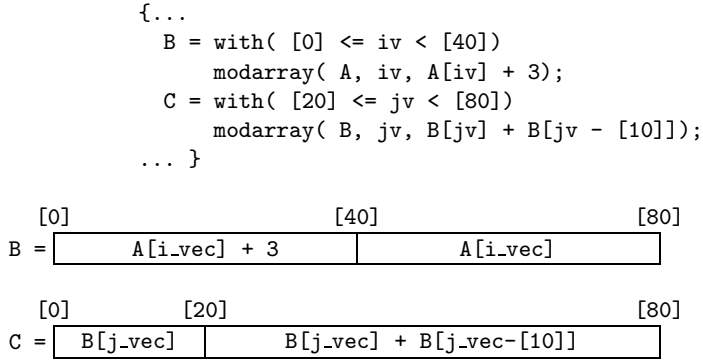 {...
B = with( [0] <= iv < [40])
modarray( A, iv, A[iv] + 3);
C = with( [20] <= jv < [80])
modarray( B, jv, B[jv] + B[jv - [10]]);
... }
[0] [40] [80]
B = A[i_vec] + 3 A[i_vec]
[0] [20] [80]
C = B[j_vec] B[j_vec] + B[j_vec-[10]]